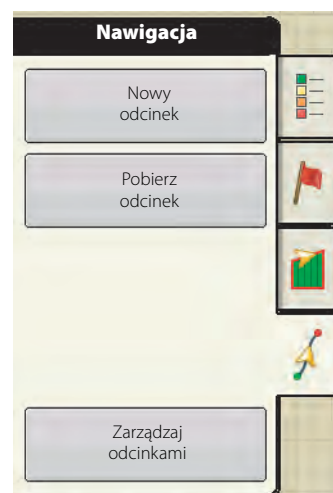 Nawigacja
Nowy
odcinek
Pobierz
odcinek
Zarządzaj
odcinkami